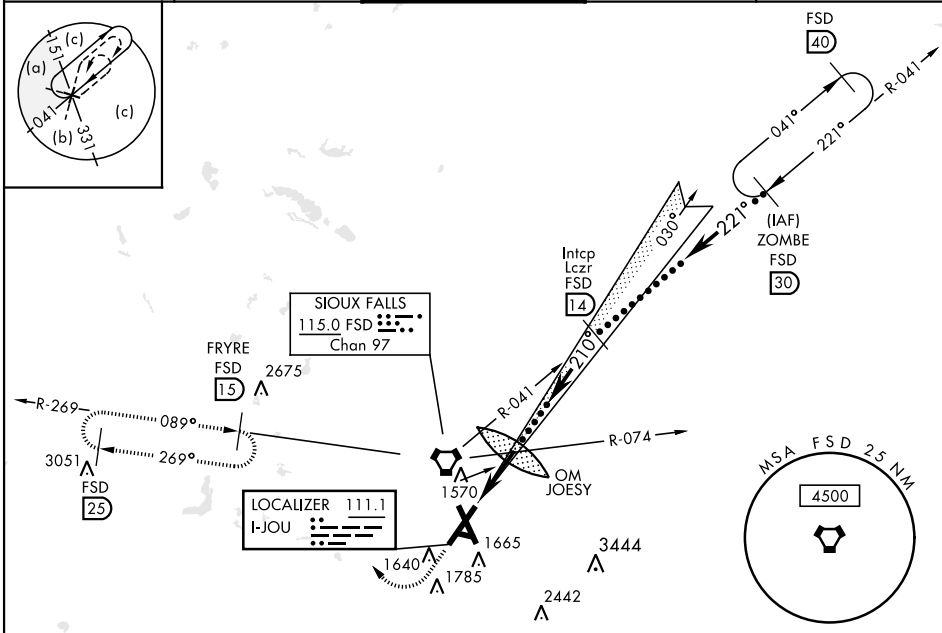 (c)
151
(a)
041
(b)
331
(c)
FSD
40
R-041
041°
221°
(IAF)
ZOMBE
FSD
30
221°
030°
Intcp
Lczr
FSD
14
210°
SIOUX FALLS
115.0 FSD
Chan 97
FRYRE
FSD
15
2675
R-269
089°
269°
3051
FSD
25
R-041
R-074
OM
JOESY
1570
LOCALIZER 111.1
I-JOU
1665
1640
1785
3444
2442
MSA FSD 25 NM
4500